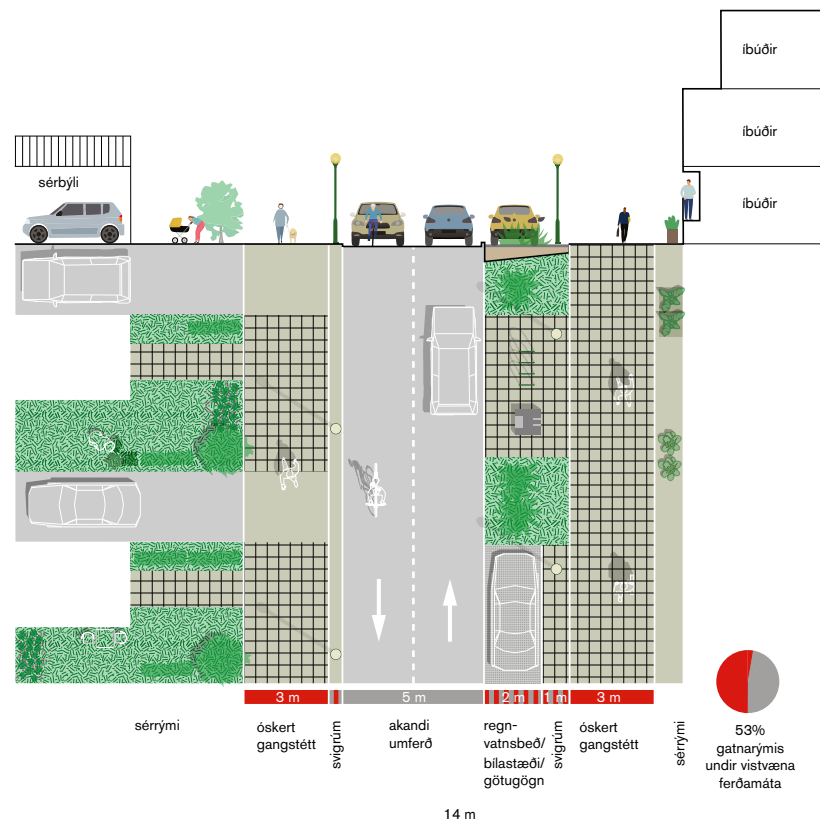 íbúðir
íbúðir
sérbýli
íbúðir
3 m
5 m
2 m
1 m
3 m
sérrými
óskert
gangstétt
svigrúm
akandi
umferð
regn-
vatnsbeð/
bílastæði/
götugögn
svigrúm
óskert
gangstétt
sérrými
53%
gatnarýmis
undir vistvæna
ferðamáta
14 m